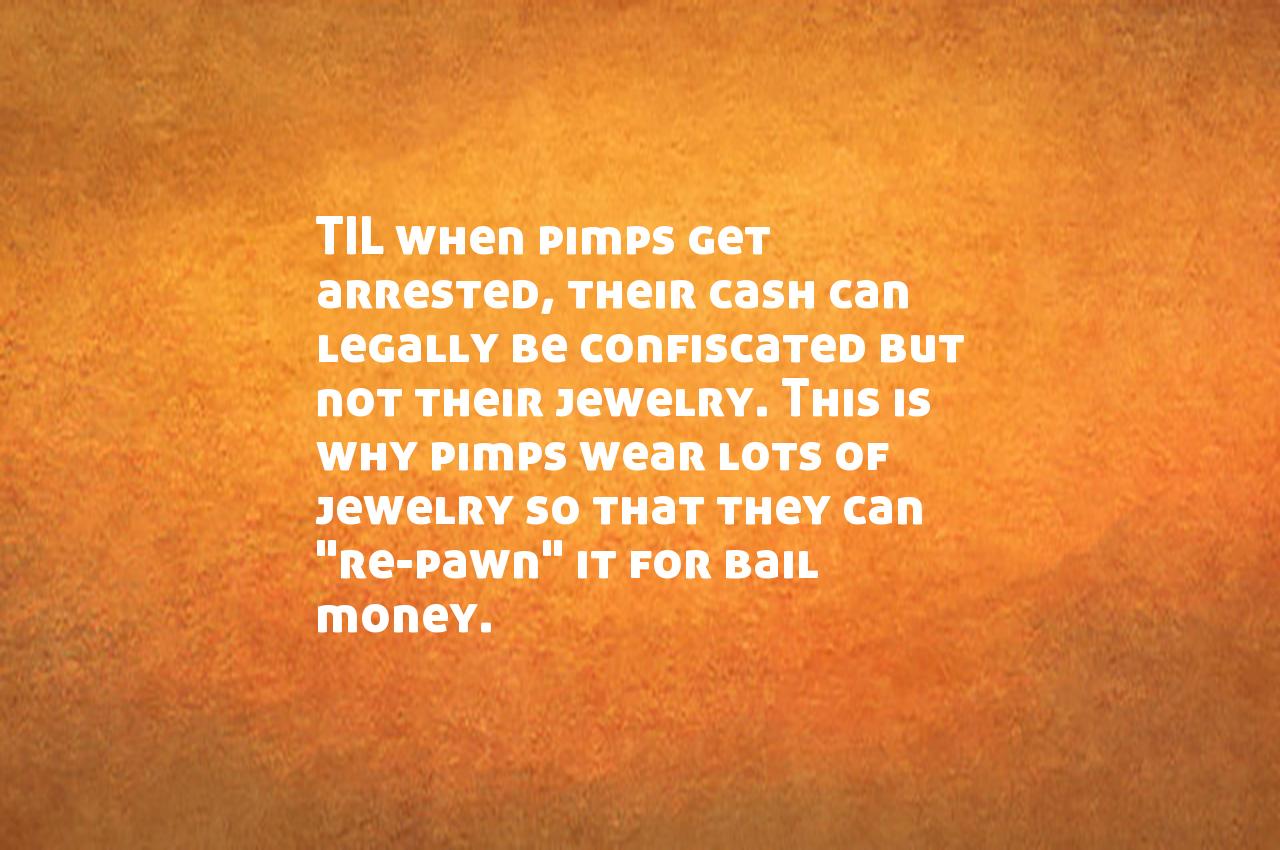 TIL when pimps get
arrested, their cash can
legally be confiscated but
not their jewelry. This is
why pimps wear lots of
jewelry so that they can
"re-pawn" it for bail
money.